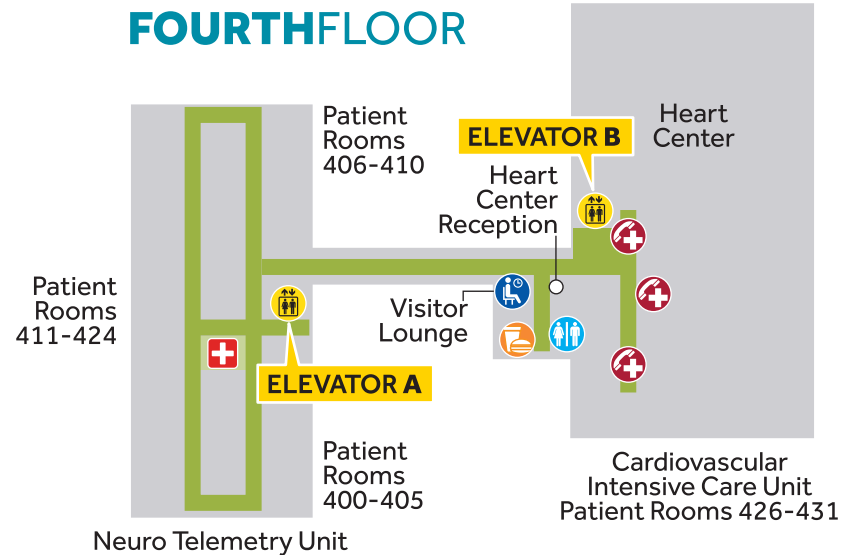 FOURTHFLOOR
Patient
Rooms
406-410
ELEVATOR B
Heart
Center
Heart
Center
Reception
Patient
Rooms
411-424
Visitor
Lounge
ELEVATOR A
Patient
Rooms
400-405
Cardiovascular
Intensive Care Unit
Patient Rooms 426-431
Neuro Telemetry Unit